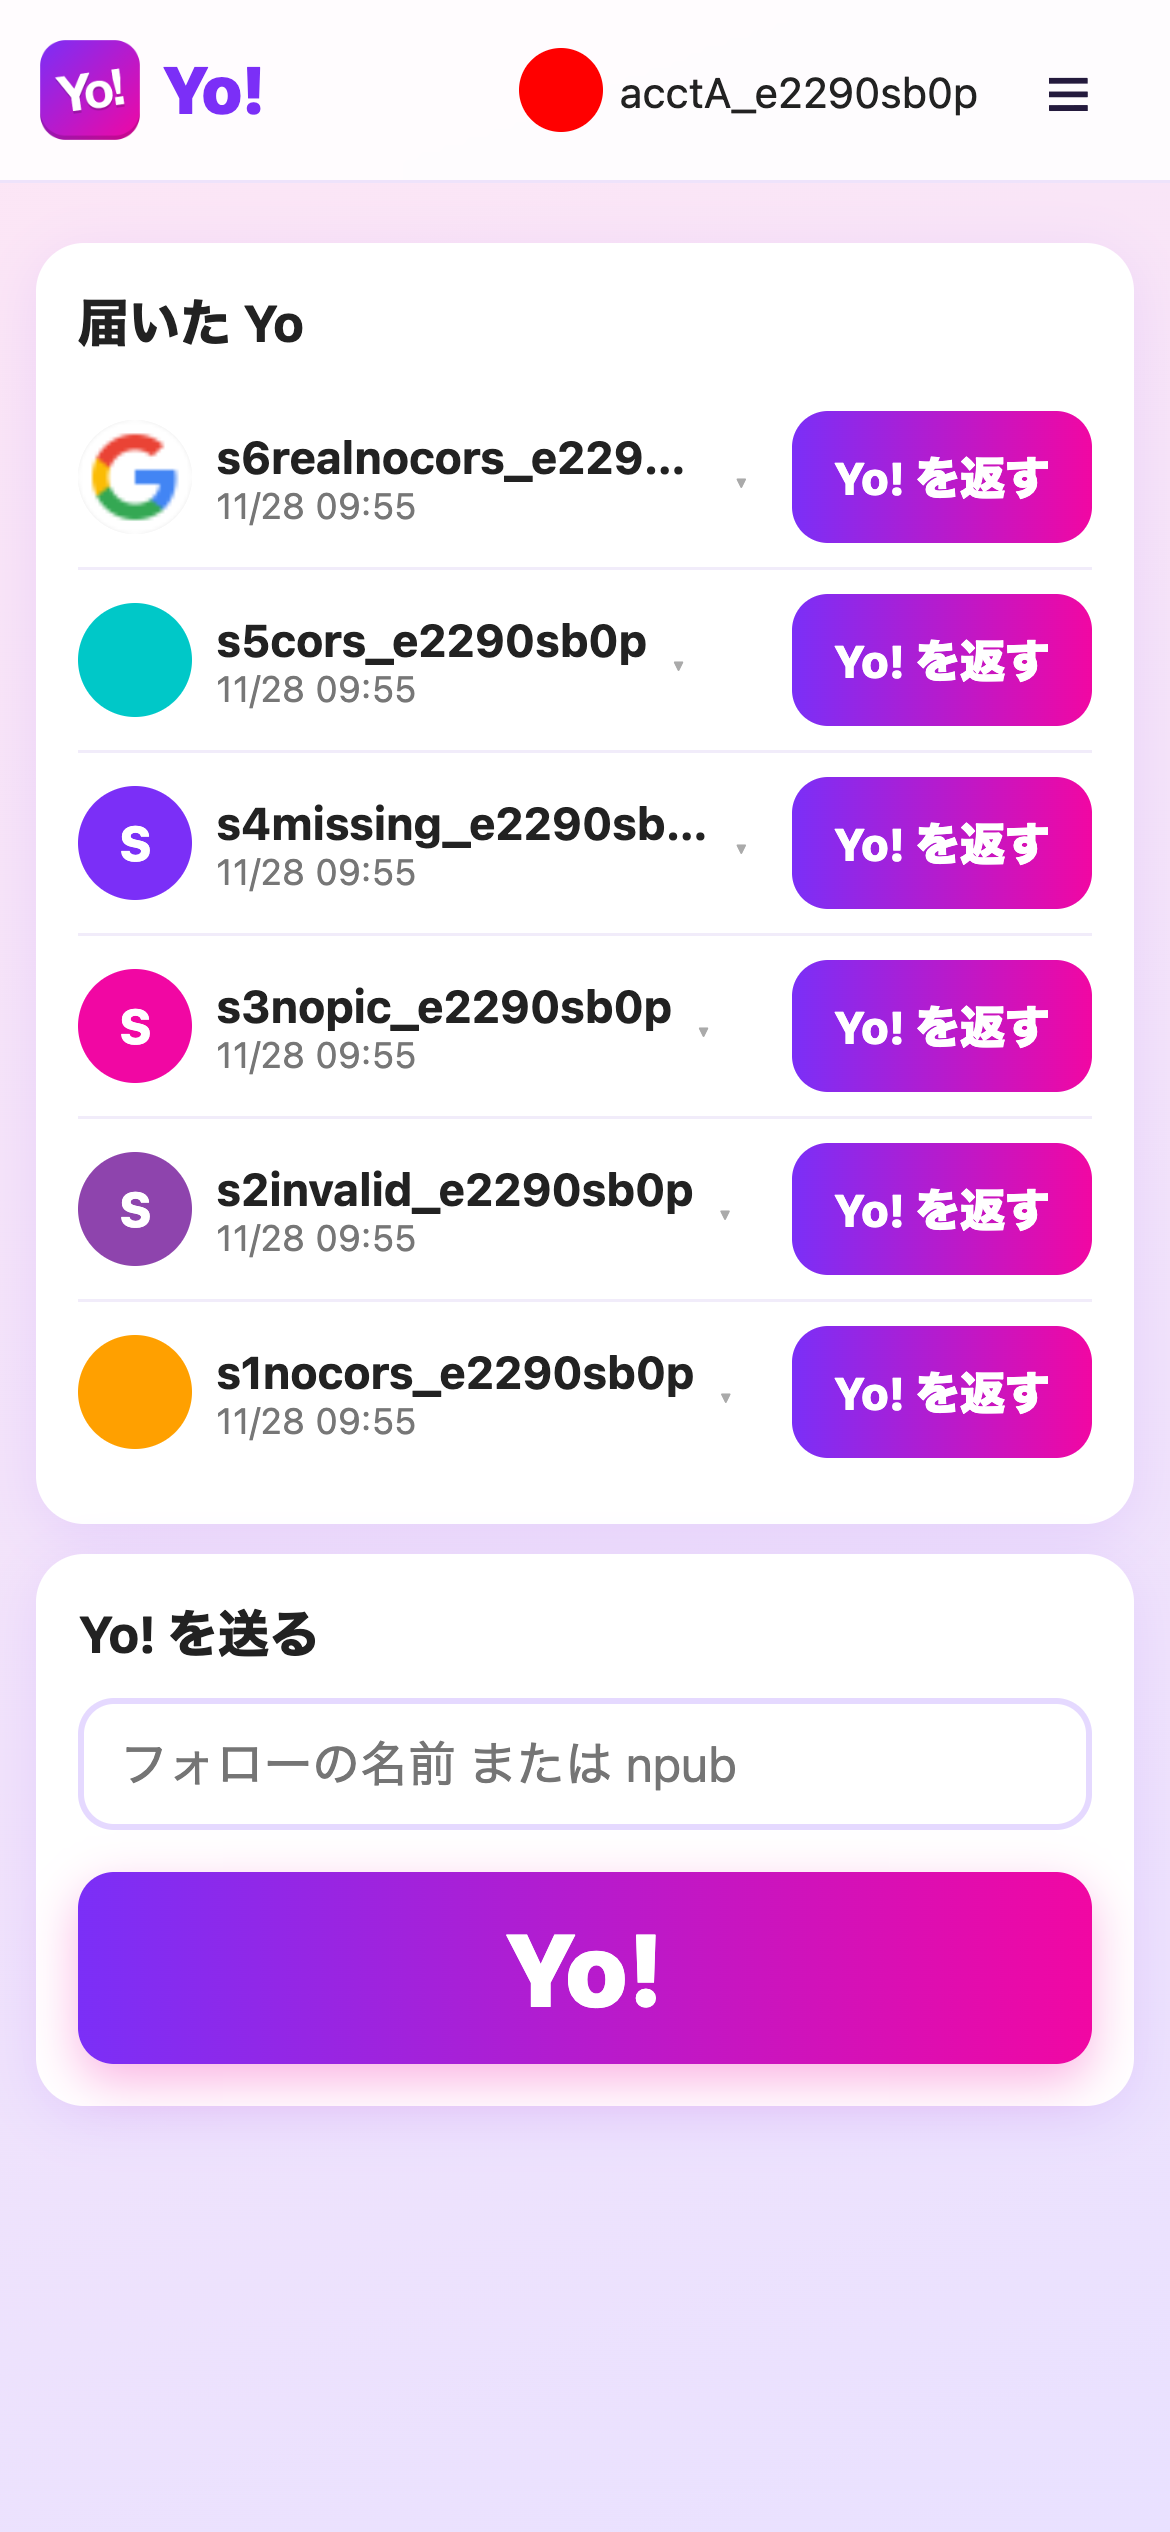 Yo! Yo! acctA_e2290sb0p
届いた Yo
s6realnocors_e229...
11/28 09:55
Yo! を返す
s5cors_e2290sb0p
11/28 09:55
Yo! を返す
S
s4missing_e2290sb...
11/28 09:55
Yo! を返す
S
s3nopic_e2290sb0p
11/28 09:55
Yo! を返す
S
s2invalid_e2290sb0p
11/28 09:55
Yo! を返す
s1nocors_e2290sb0p
11/28 09:55
Yo! を返す
Yo! を送る
フォローの名前 または npub
Yo!